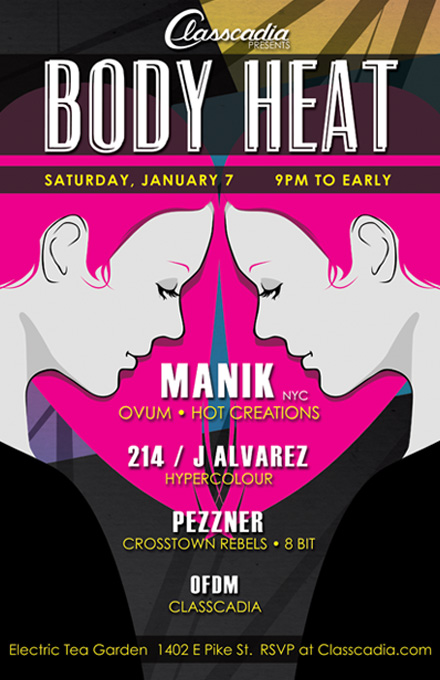 Classcadia
PRESENTS
BODY HEAT
SATURDAY, JANUARY 7 9PM TO EARLY
MANIK NYC
OVUM • HOT CREATIONS
214 / J ALVAREZ
HYPERCOLOUR
PEZZNER
CROSSTOWN REBELS • 8 BIT
OFDM
CLASSCADIA
Electric Tea Garden 1402 E Pike St. RSVP at Classcadia.com